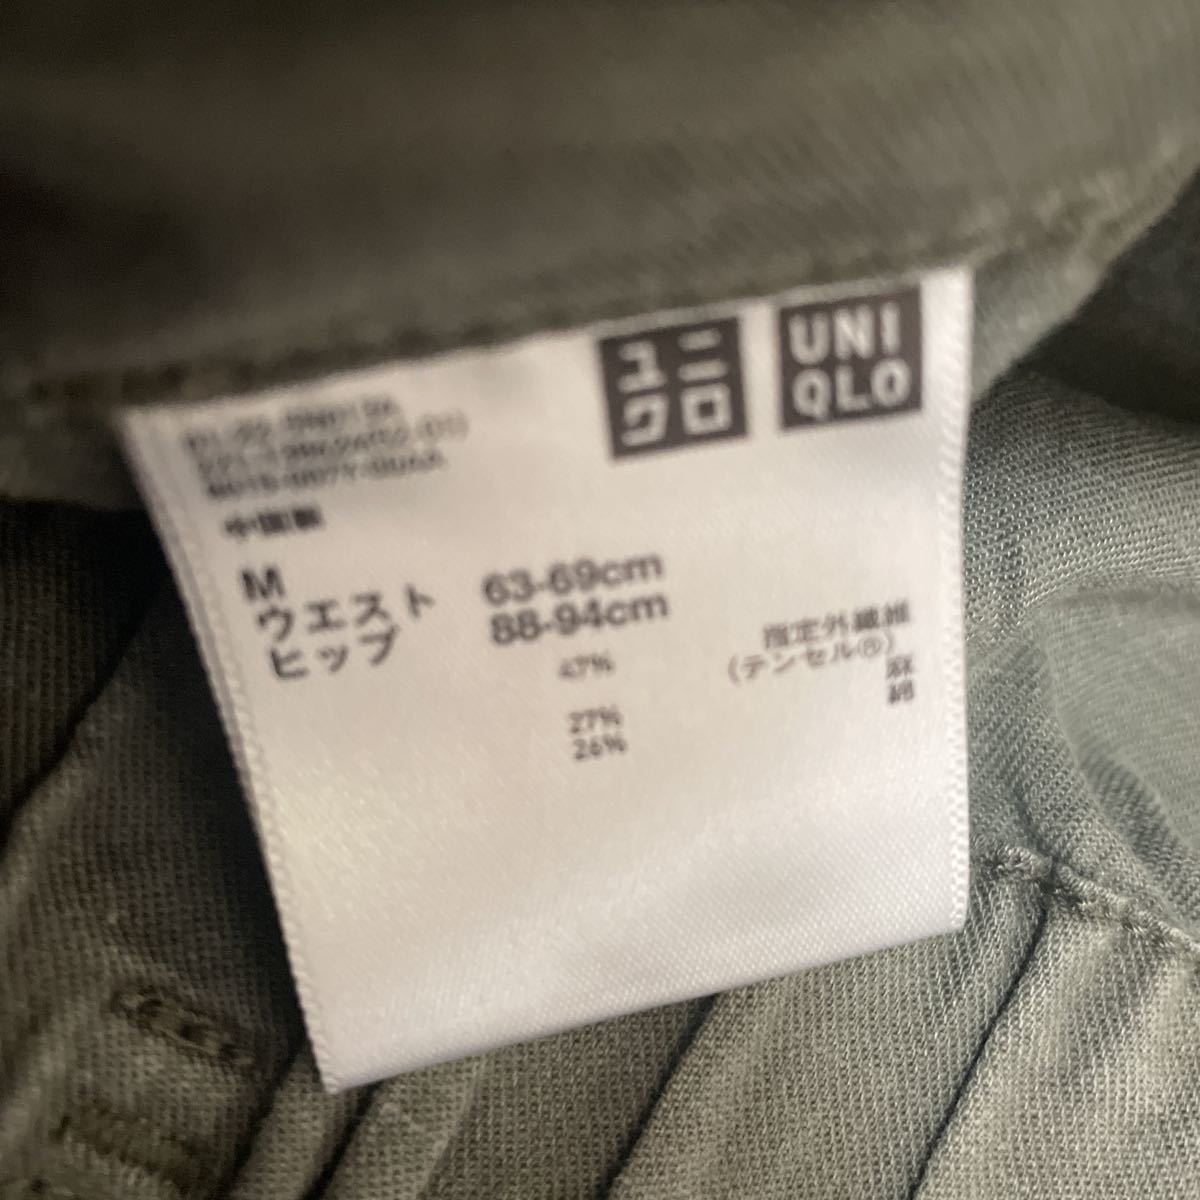 ユニ
クロ
UNI
QLO
中国製
M
ウエスト 63-69cm
ヒップ 88-94cm
指定外繊維
(テンセル®) 47%
麻 27%
綿 26%